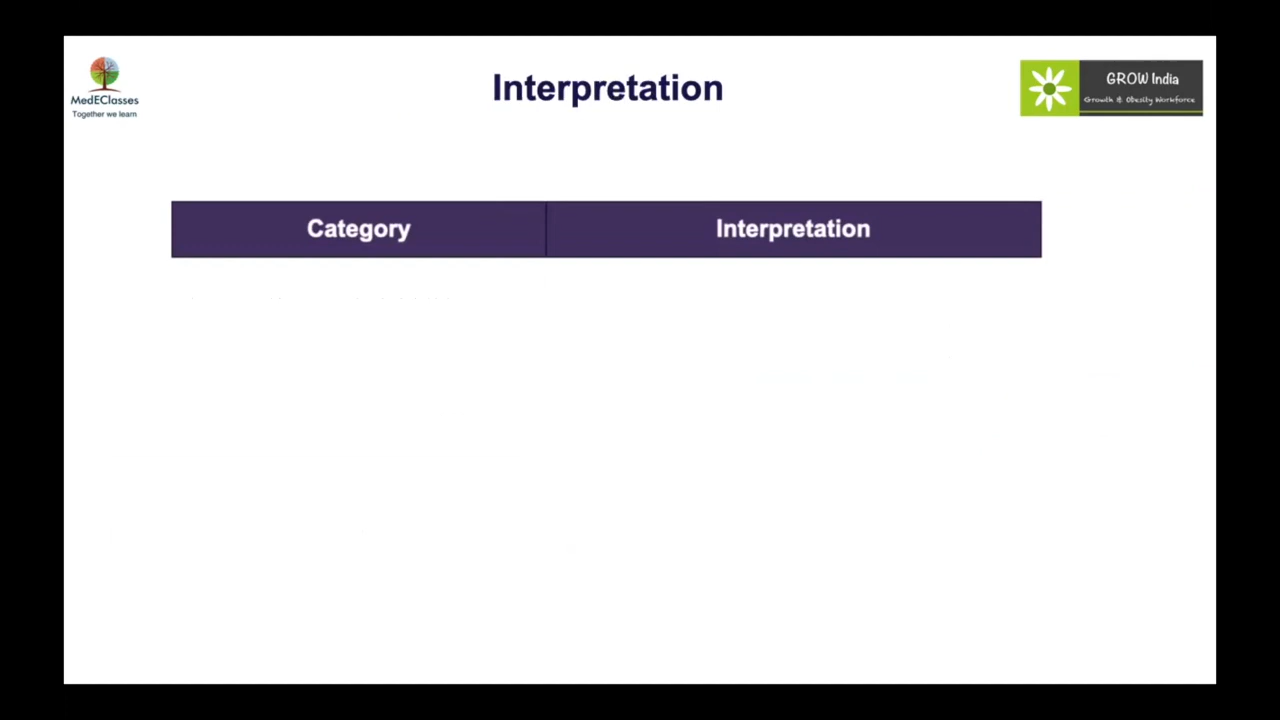 Interpretation
MedEClasses
Together we learn
GROW India
Growth & Obesity Workforce
Category Interpretation